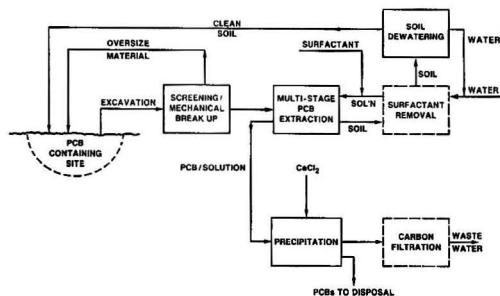 CLEAN
SOIL
SOIL
DEWATERING
WATER
OVERSIZE
MATERIAL
SURFACTANT
SOIL
WATER
EXCAVATION
SCREENING/
MECHANICAL
BREAK UP
MULTI-STAGE
PCB
EXTRACTION
SOL'N
SOIL
SURFACTANT
REMOVAL
PCB
CONTAINING
SITE
PCB/SOLUTION
CaCl2
PRECIPITATION
CARBON
FILTRATION
WASTE
WATER
PCBs TO DISPOSAL